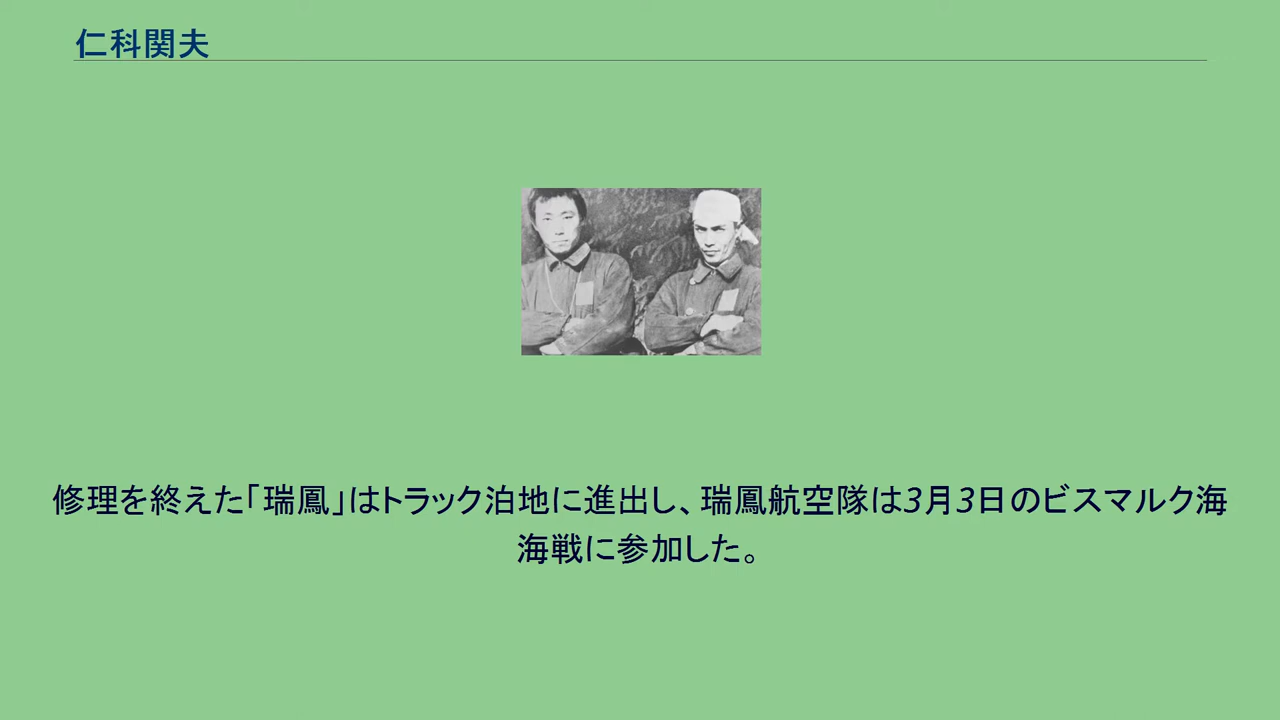 仁科関夫
修理を終えた「瑞鳳」はトラック泊地に進出し、瑞鳳航空隊は3月3日のビスマルク海
海戦に参加した。